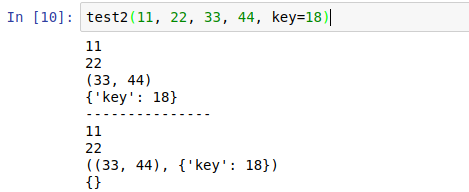 In [10]: test2(11, 22, 33, 44, key=18)
11
22
(33, 44)
{'key': 18}
---------------
11
22
((33, 44), {'key': 18})
{}